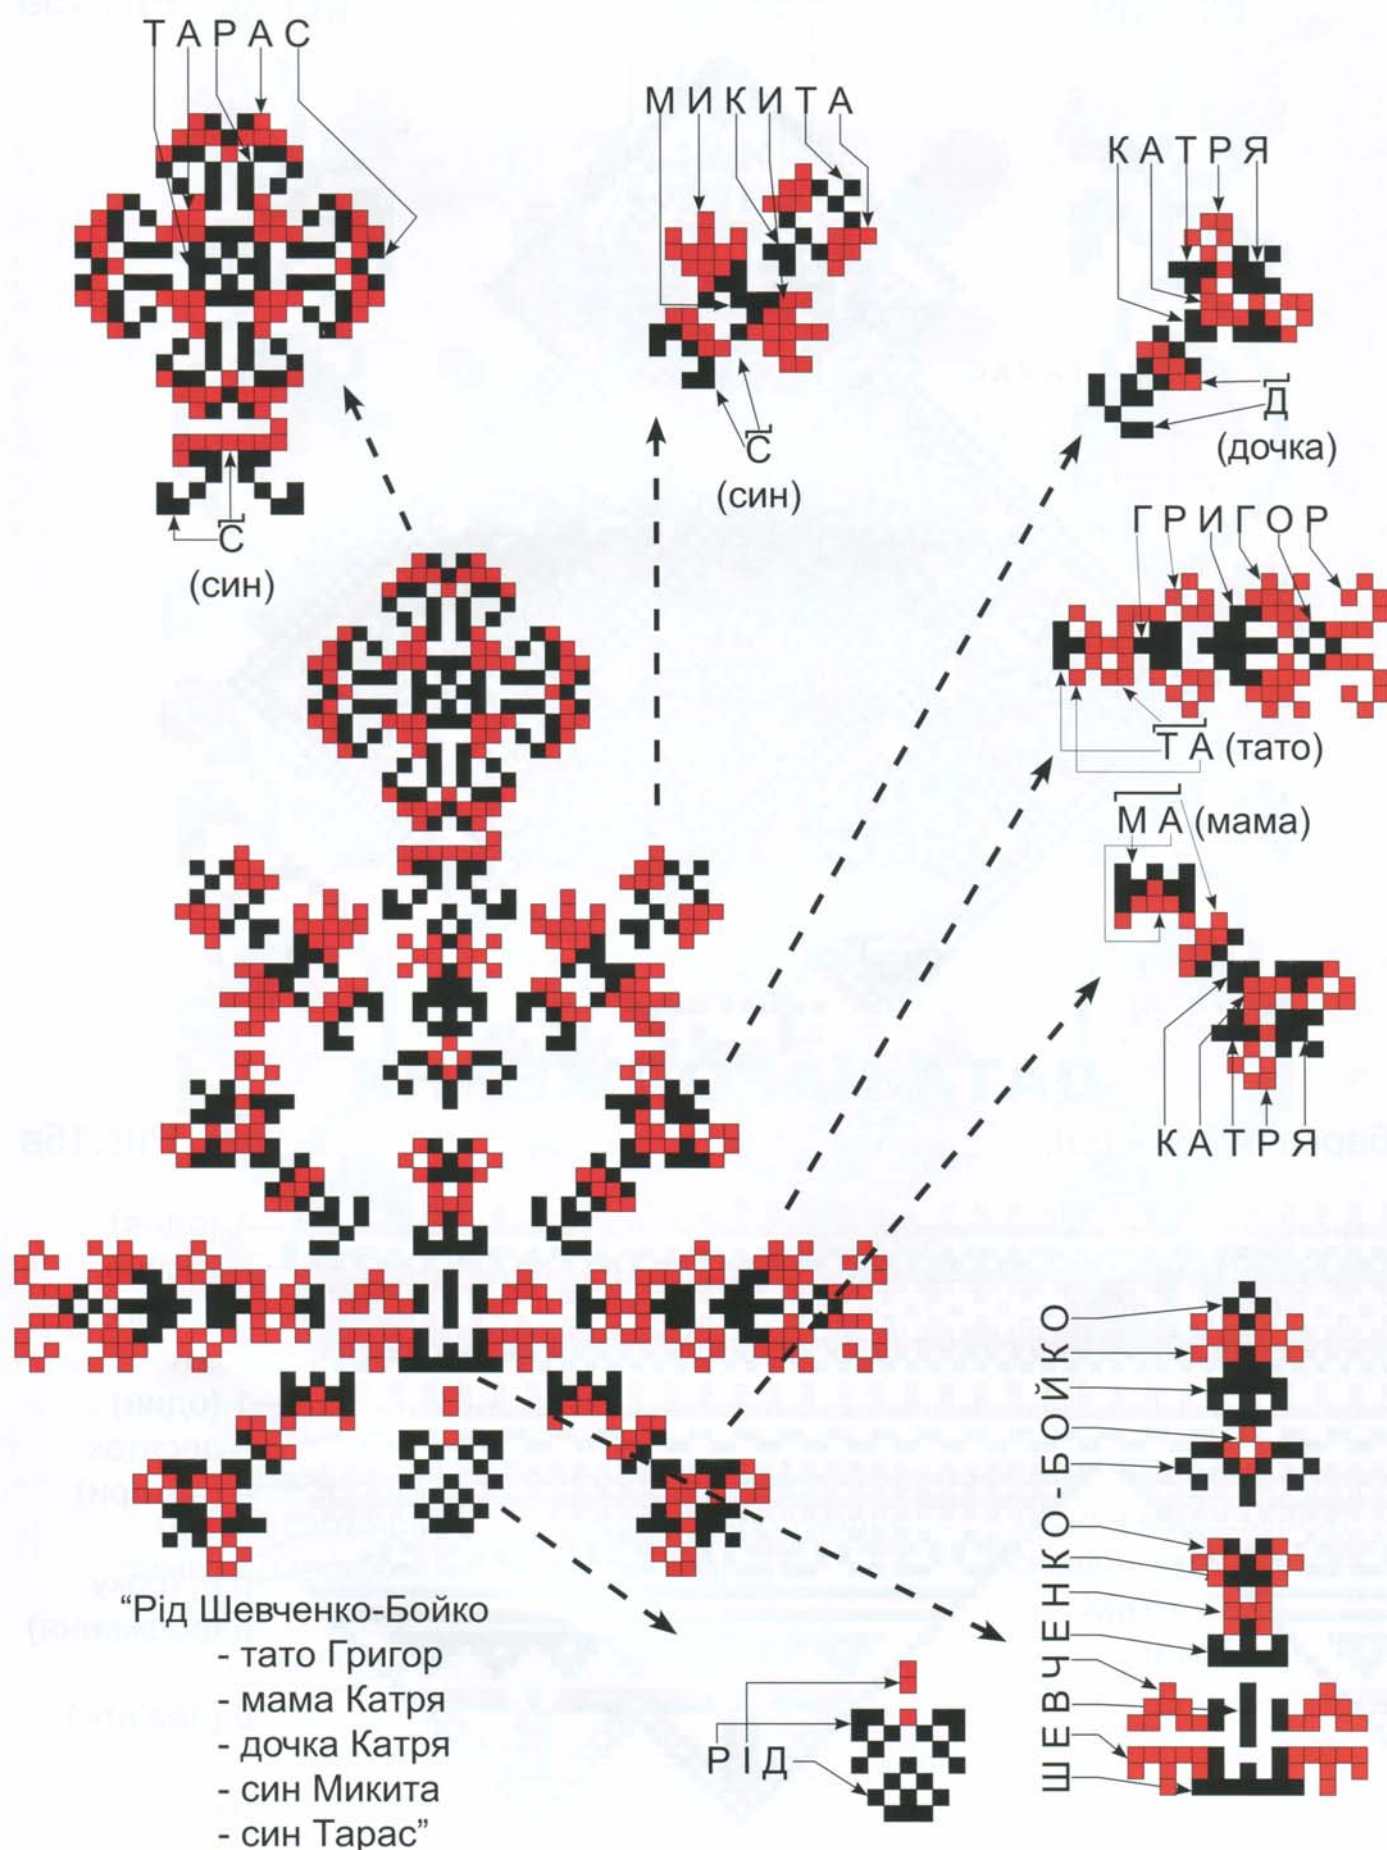 ТАРАС
МИКИТА
КАТРЯ
Д
(дочка)
С
(син)
ГРИГОР
С
(син)
ТА (тато)
МА (мама)
КАТРЯ
ШЕВЧЕНКО-БОЙКО
"Рід Шевченко-Бойко
- тато Григор
- мама Катря
- дочка Катря
- син Микита
- син Тарас"
РІД